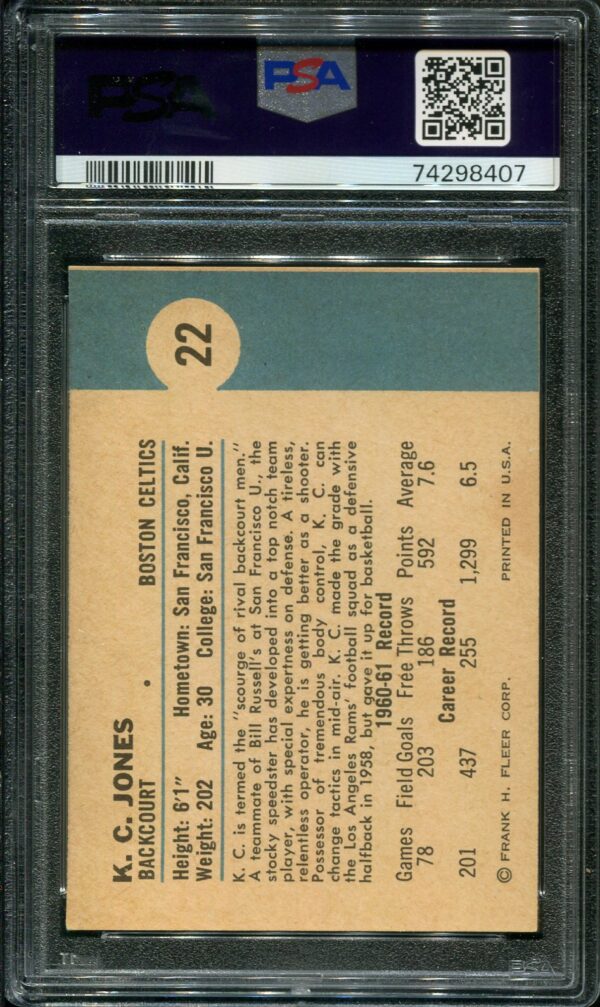 PSA
PSA
74298407
22
K. C. JONES
BACKCOURT • BOSTON CELTICS
Height: 6'1" Hometown: San Francisco, Calif.
Weight: 202 Age: 30 College: San Francisco U.
K. C. is termed the "scourge of rival backcourt men."
A teammate of Bill Russell's at San Francisco U., the
stocky speedster has developed into a top notch team
player, with special expertness on defense. A tireless,
relentless operator, he is getting better as a shooter.
Possessor of tremendous body control, K. C. can
change tactics in mid-air. K. C. made the grade with
the Los Angeles Rams' football squad as a defensive
halfback in 1958, but gave it up for basketball.
1960-61 Record
Games Field Goals Free Throws Points Average
78 203 186 592 7.6
Career Record
201 437 255 1,299 6.5
© FRANK H. FLEER CORP. PRINTED IN U.S.A.
PSA